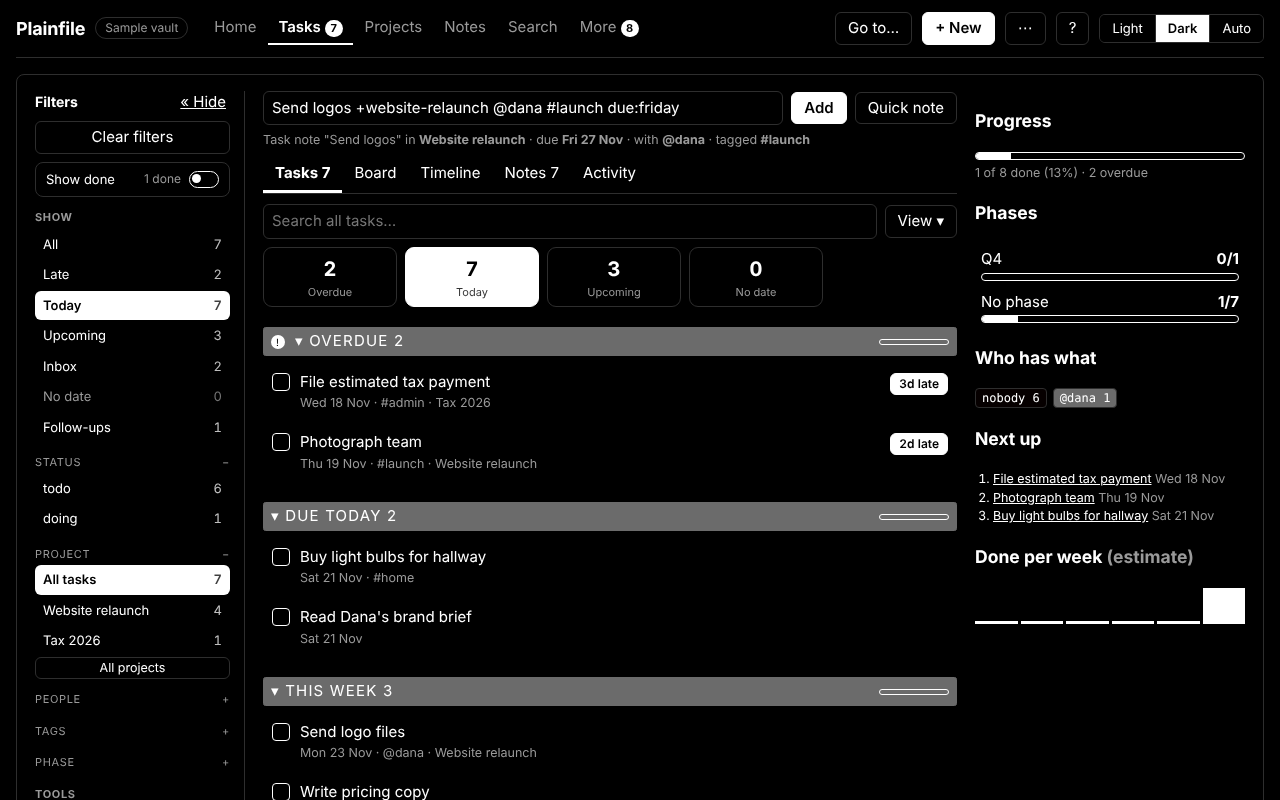 Plainfile Sample vault Home Tasks 7 Projects Notes Search More 8 Go to... + New ... ? Light Dark Auto
Filters « Hide
Clear filters
Show done 1 done
SHOW
All 7
Late 2
Today 7
Upcoming 3
Inbox 2
No date 0
Follow-ups 1
STATUS −
todo 6
doing 1
PROJECT −
All tasks 7
Website relaunch 4
Tax 2026 1
All projects
PEOPLE +
TAGS +
PHASE +
TOOLS
Send logos +website-relaunch @dana #launch due:friday Add Quick note
Task note "Send logos" in Website relaunch · due Fri 27 Nov · with @dana · tagged #launch
Tasks 7 Board Timeline Notes 7 Activity
Search all tasks... View ▾
2 7 3 0
Overdue Today Upcoming No date
! ▾ OVERDUE 2
File estimated tax payment 3d late
Wed 18 Nov · #admin · Tax 2026
Photograph team 2d late
Thu 19 Nov · #launch · Website relaunch
▾ DUE TODAY 2
Buy light bulbs for hallway
Sat 21 Nov · #home
Read Dana's brand brief
Sat 21 Nov
▾ THIS WEEK 3
Send logo files
Mon 23 Nov · @dana · Website relaunch
Write pricing copy
Progress
1 of 8 done (13%) · 2 overdue
Phases
Q4 0/1
No phase 1/7
Who has what
nobody 6 @dana 1
Next up
1. File estimated tax payment Wed 18 Nov
2. Photograph team Thu 19 Nov
3. Buy light bulbs for hallway Sat 21 Nov
Done per week (estimate)